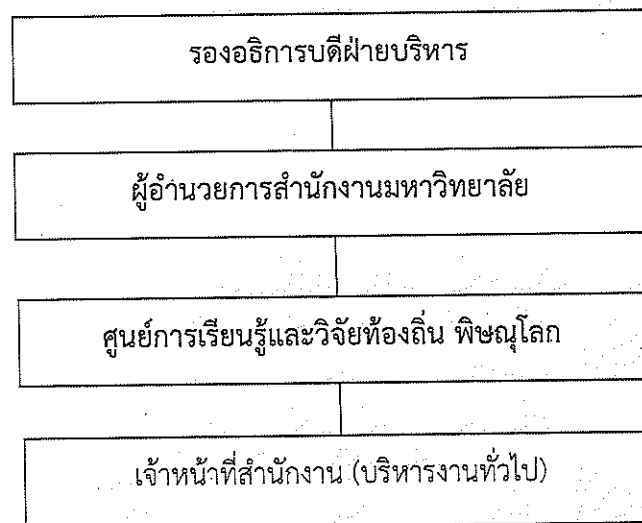 รองอธิการบดีฝ่ายบริหาร
ผู้อำนวยการสำนักงานมหาวิทยาลัย
ศูนย์การเรียนรู้และวิจัยท้องถิ่น พิษณุโลก
เจ้าหน้าที่สำนักงาน (บริหารงานทั่วไป)